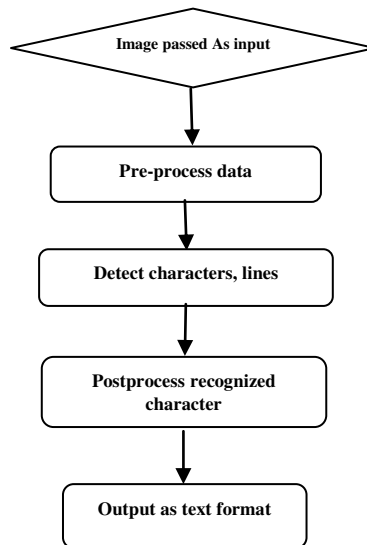 Image passed As input
Pre-process data
Detect characters, lines
Postprocess recognized
character
Output as text format